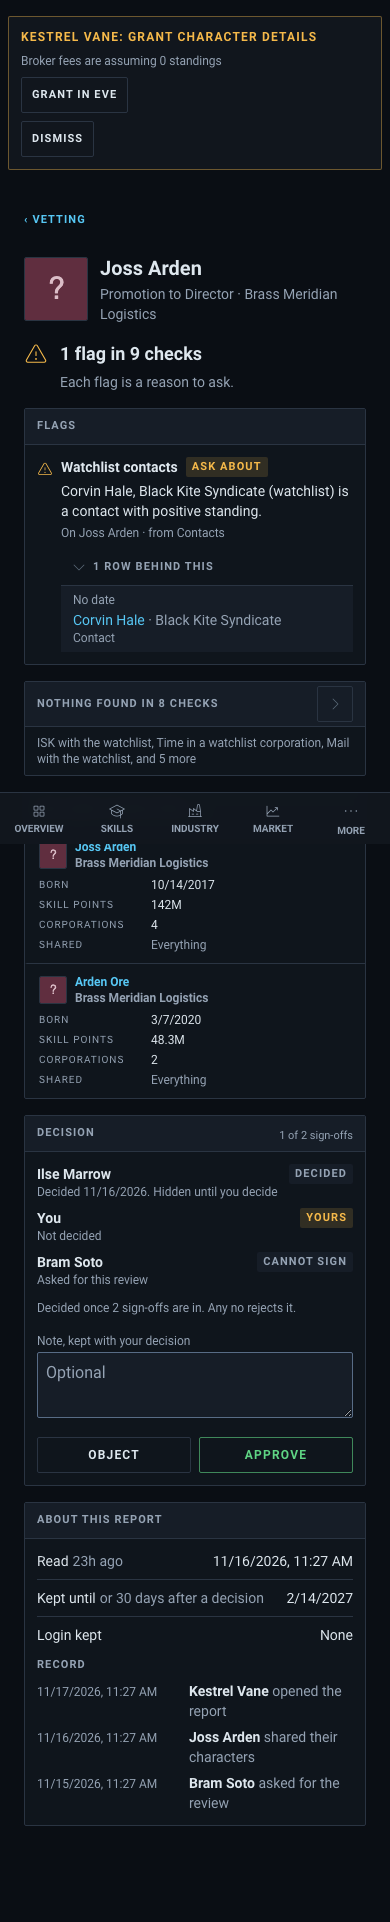 KESTREL VANE: GRANT CHARACTER DETAILS
Broker fees are assuming 0 standings
GRANT IN EVE
DISMISS
‹ VETTING
?
Joss Arden
Promotion to Director · Brass Meridian
Logistics
1 flag in 9 checks
Each flag is a reason to ask.
FLAGS
Watchlist contacts ASK ABOUT
Corvin Hale, Black Kite Syndicate (watchlist) is
a contact with positive standing.
On Joss Arden · from Contacts
1 ROW BEHIND THIS
No date
Corvin Hale · Black Kite Syndicate
Contact
NOTHING FOUND IN 8 CHECKS
ISK with the watchlist, Time in a watchlist corporation, Mail
with the watchlist, and 5 more
OVERVIEW SKILLS INDUSTRY MARKET MORE
?
Joss Arden
Brass Meridian Logistics
BORN 10/14/2017
SKILL POINTS 142M
CORPORATIONS 4
SHARED Everything
?
Arden Ore
Brass Meridian Logistics
BORN 3/7/2020
SKILL POINTS 48.3M
CORPORATIONS 2
SHARED Everything
DECISION 1 of 2 sign-offs
Ilse Marrow DECIDED
Decided 11/16/2026. Hidden until you decide
You YOURS
Not decided
Bram Soto CANNOT SIGN
Asked for this review
Decided once 2 sign-offs are in. Any no rejects it.
Note, kept with your decision
Optional
OBJECT APPROVE
ABOUT THIS REPORT
Read 23h ago 11/16/2026, 11:27 AM
Kept until or 30 days after a decision 2/14/2027
Login kept None
RECORD
11/17/2026, 11:27 AM Kestrel Vane opened the
report
11/16/2026, 11:27 AM Joss Arden shared their
characters
11/15/2026, 11:27 AM Bram Soto asked for the
review